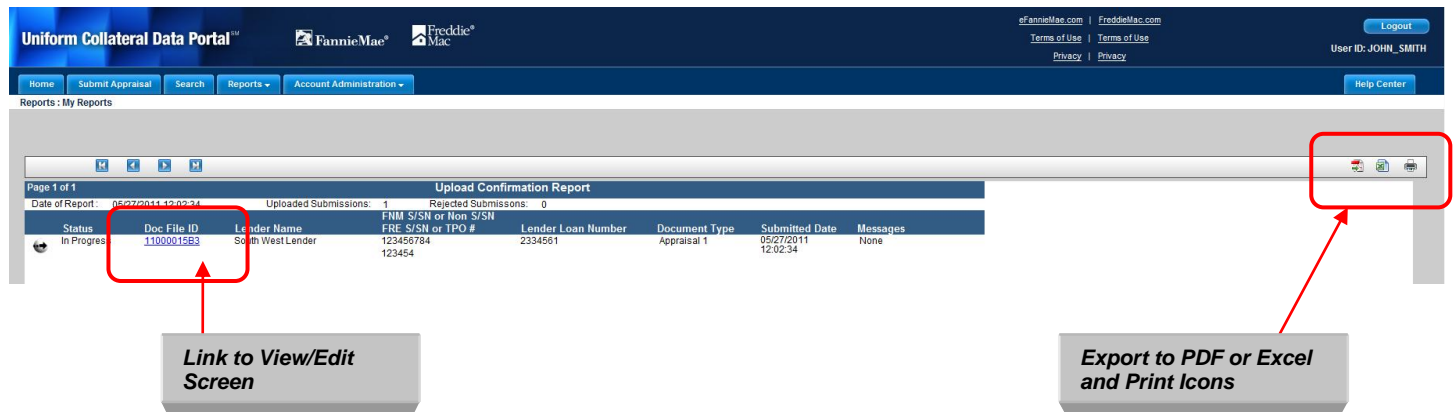 eFannieMae.com | FreddieMac.com
Uniform Collateral Data Portal℠ FannieMae® Freddie Mac® Terms of Use | Terms of Use Logout
Privacy | Privacy User ID: JOHN_SMITH
Home Submit Appraisal Search Reports Account Administration Help Center
Reports : My Reports
Page 1 of 1 Upload Confirmation Report
Date of Report : 05/27/2011 12:02:34 Uploaded Submissions: 1 Rejected Submissons: 0
FNM S/SN or Non S/SN
Status Doc File ID Lender Name FRE S/SN or TPO # Lender Loan Number Document Type Submitted Date Messages
In Progres 11000015B3 South West Lender 123456784 2334561 Appraisal 1 05/27/2011 None
123454 12:02:34
Link to View/Edit
Screen
Export to PDF or Excel
and Print Icons